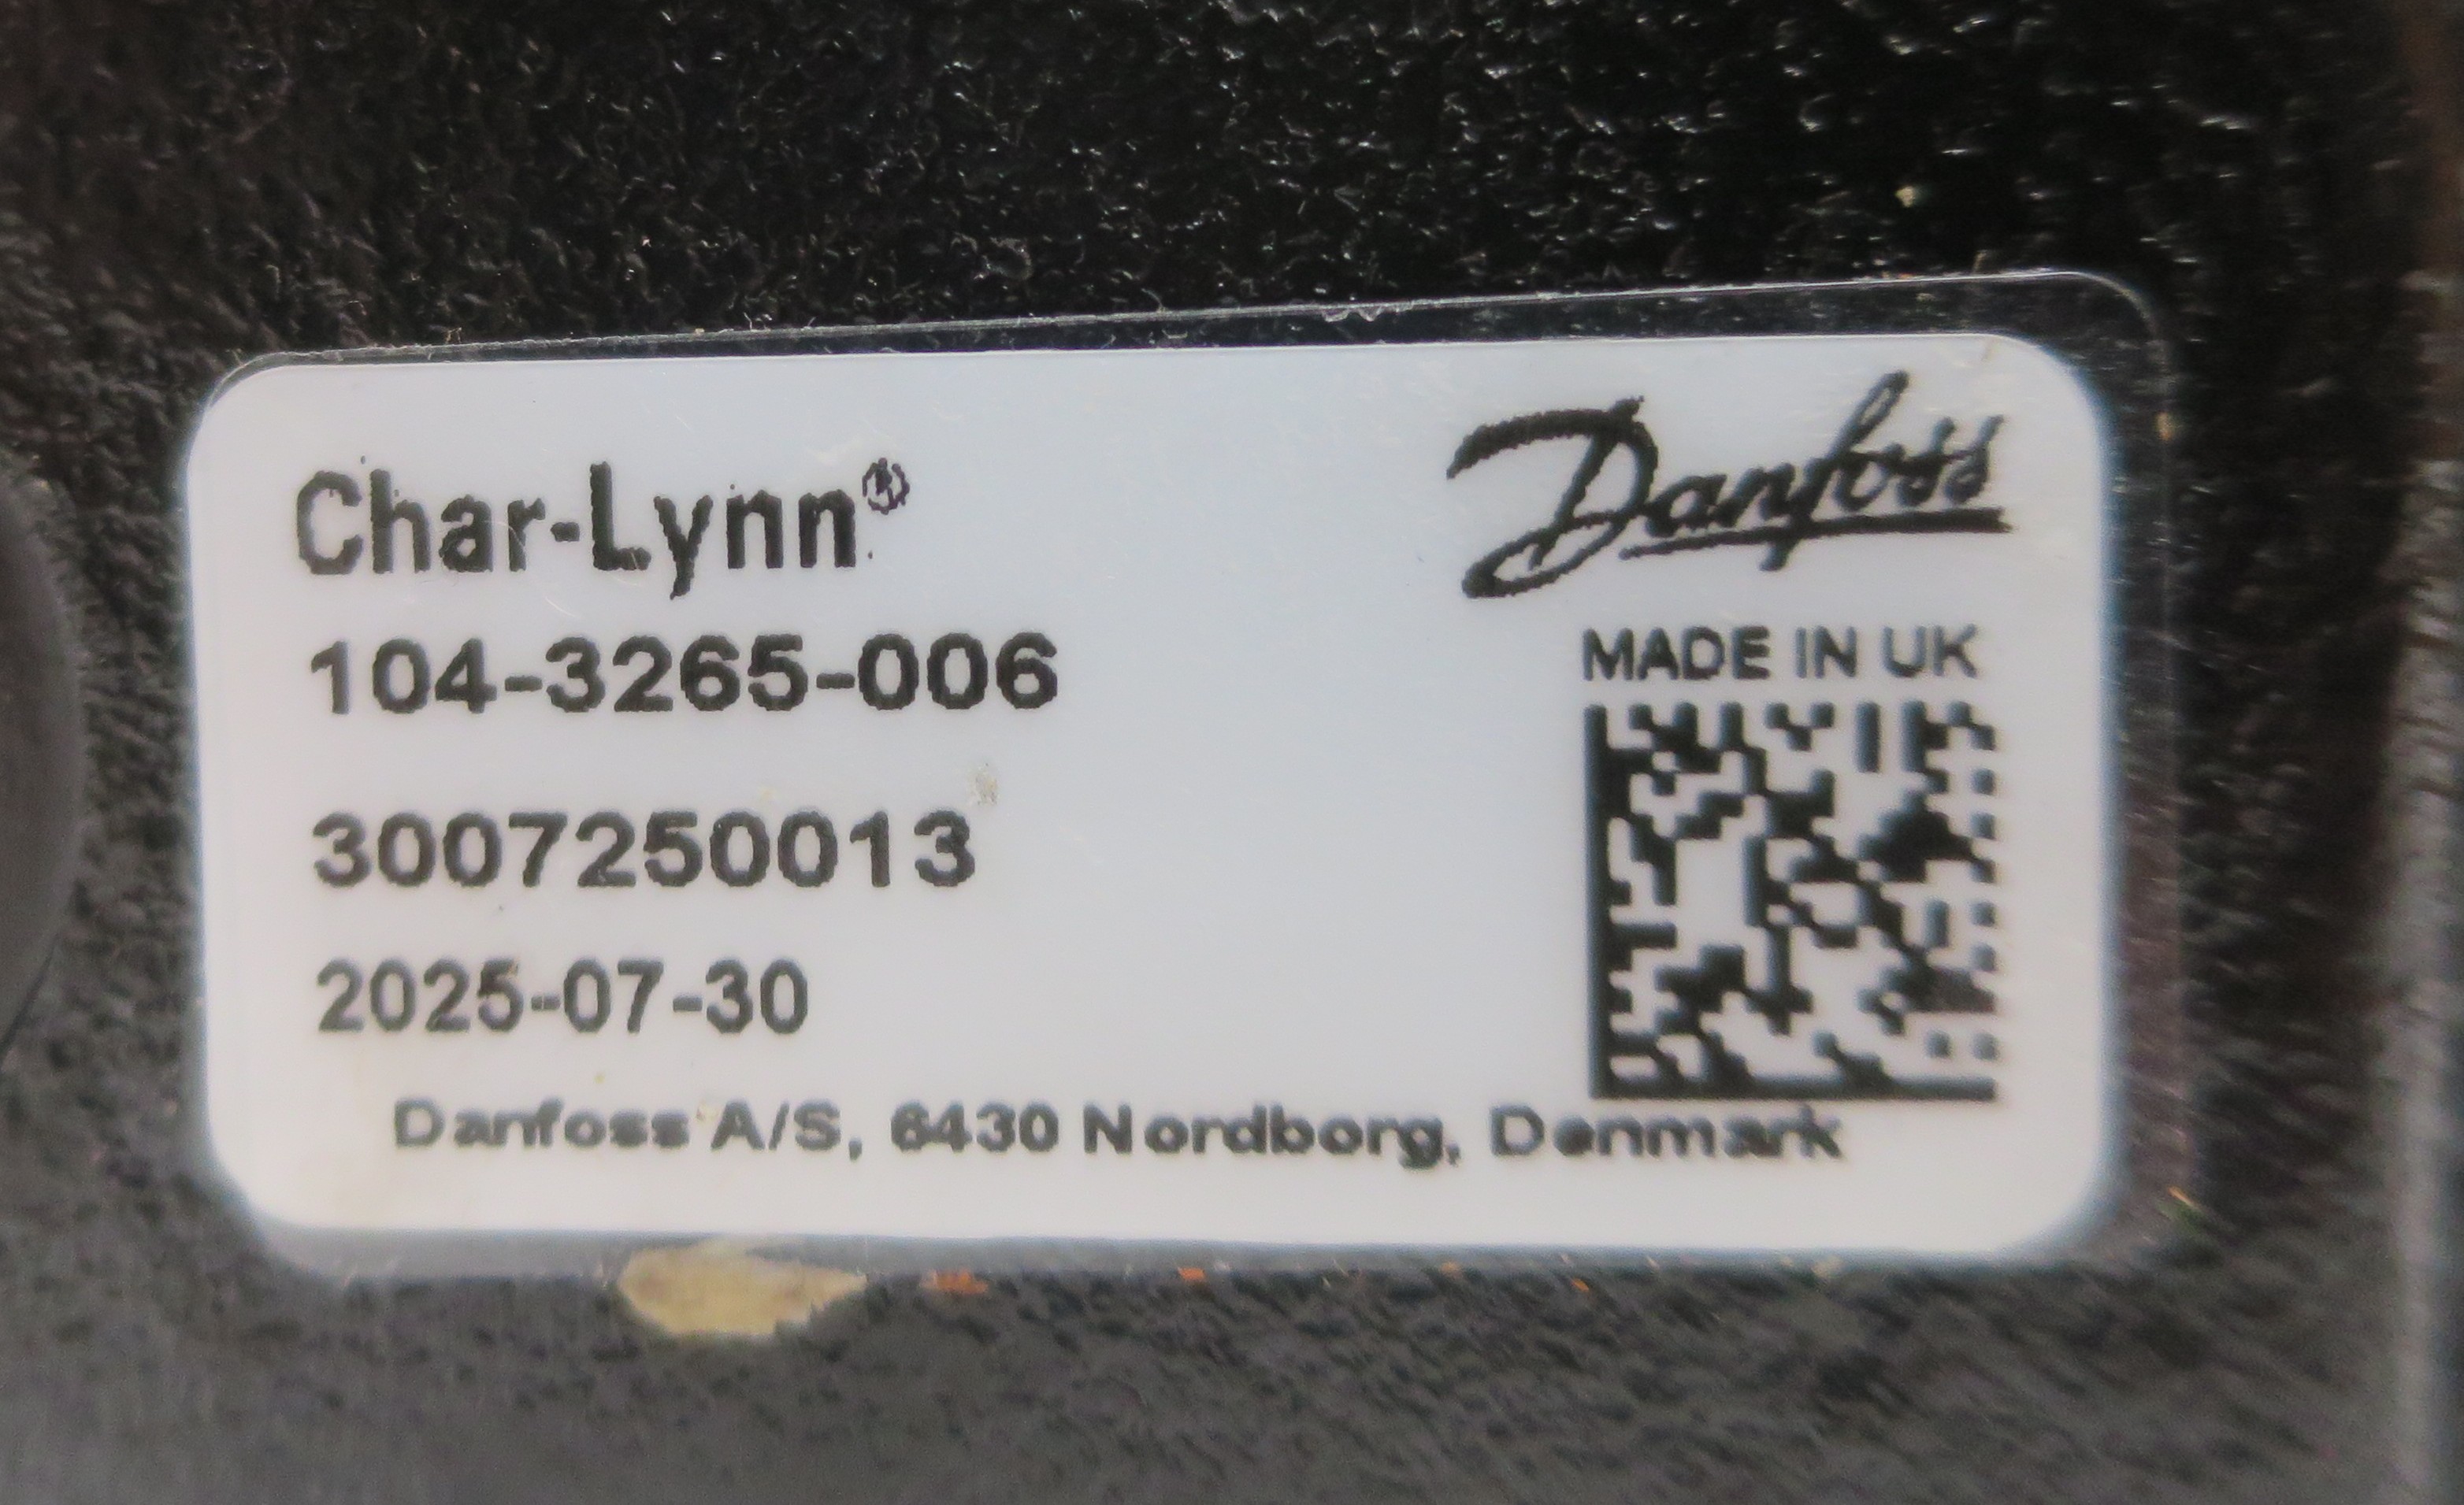 Char-Lynn®
Danfoss
104-3265-006
MADE IN UK
3007250013
2025-07-30
Danfoss A/S, 6430 Nordborg, Denmark